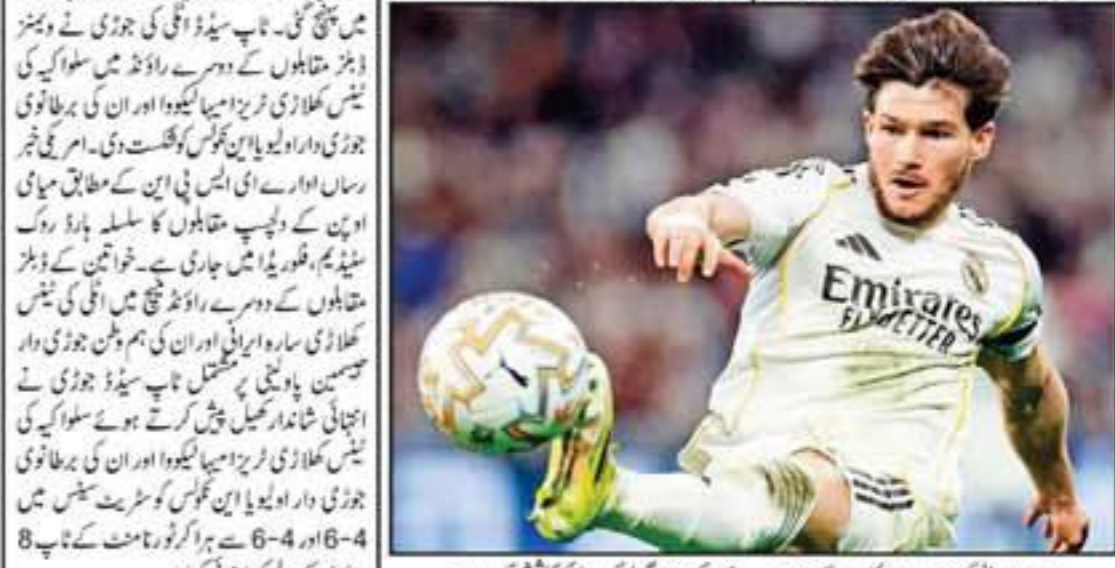 میں پہنچ گئی۔ ٹاپ سیڈڈ اٹلی کی جوڑی نے ویمنز
ڈبلز مقابلوں کے دوسرے راؤنڈ میں سلواکیہ کی
ٹینس کھلاڑی ٹریزا میہالیکووا اور ان کی برطانوی
جوڑی دار اولیویا این نکولس کو شکست دی۔ امریکی خبر
رساں ادارے ای ایس پی این کے مطابق میامی
اوپن کے دلچسپ مقابلوں کا سلسلہ ہارڈ روک
سٹیڈیم، فلوریڈا میں جاری ہے۔ خواتین کے ڈبلز
مقابلوں کے دوسرے راؤنڈ میچ میں اٹلی کی ٹینس
کھلاڑی سارہ ایرانی اور ان کی ہم وطن جوڑی دار
جیسمین پاولینی پر مشتمل ٹاپ سیڈڈ جوڑی نے
انتہائی شاندار کھیل پیش کرتے ہوئے سلواکیہ کی
ٹینس کھلاڑی ٹریزا میہالیکووا اور ان کی برطانوی
جوڑی دار اولیویا این نکولس کو سٹریٹ سیٹس میں
6-4 اور 6-4 سے ہرا کر ٹورنامنٹ کے ٹاپ 8
Emirates
FLY BETTER